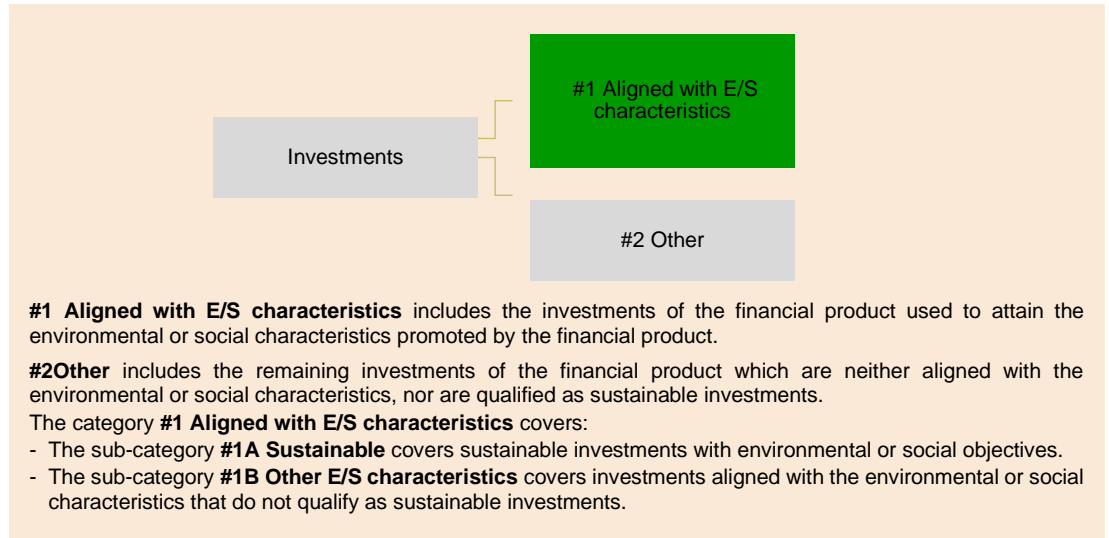 #1 Aligned with E/S
characteristics
Investments
#2 Other
#1 Aligned with E/S characteristics includes the investments of the financial product used to attain the
environmental or social characteristics promoted by the financial product.
#2Other includes the remaining investments of the financial product which are neither aligned with the
environmental or social characteristics, nor are qualified as sustainable investments.
The category #1 Aligned with E/S characteristics covers:
- The sub-category #1A Sustainable covers sustainable investments with environmental or social objectives.
- The sub-category #1B Other E/S characteristics covers investments aligned with the environmental or social
characteristics that do not qualify as sustainable investments.